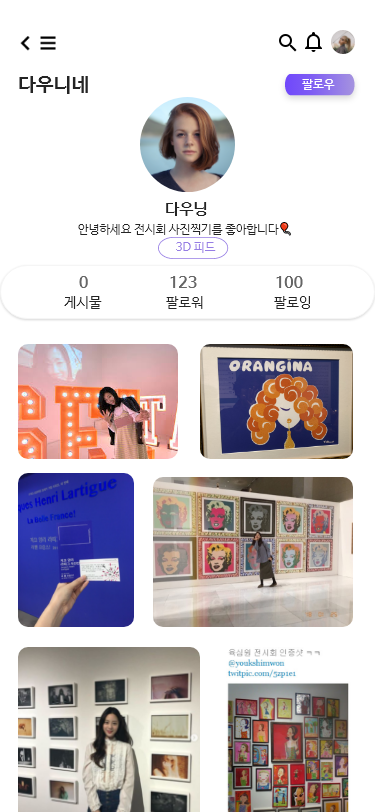 다우니네
팔로우
다우닝
안녕하세요 전시회 사진찍기를 좋아합니다
3D 피드
0 123 100
게시물 팔로워 팔로잉
ORANGINA
ques Henri Lartigue
La Belle France!
육심원 전시회 인증샷 ㅋㅋ
@youkshimwon
twitpic.com/5zp1e1